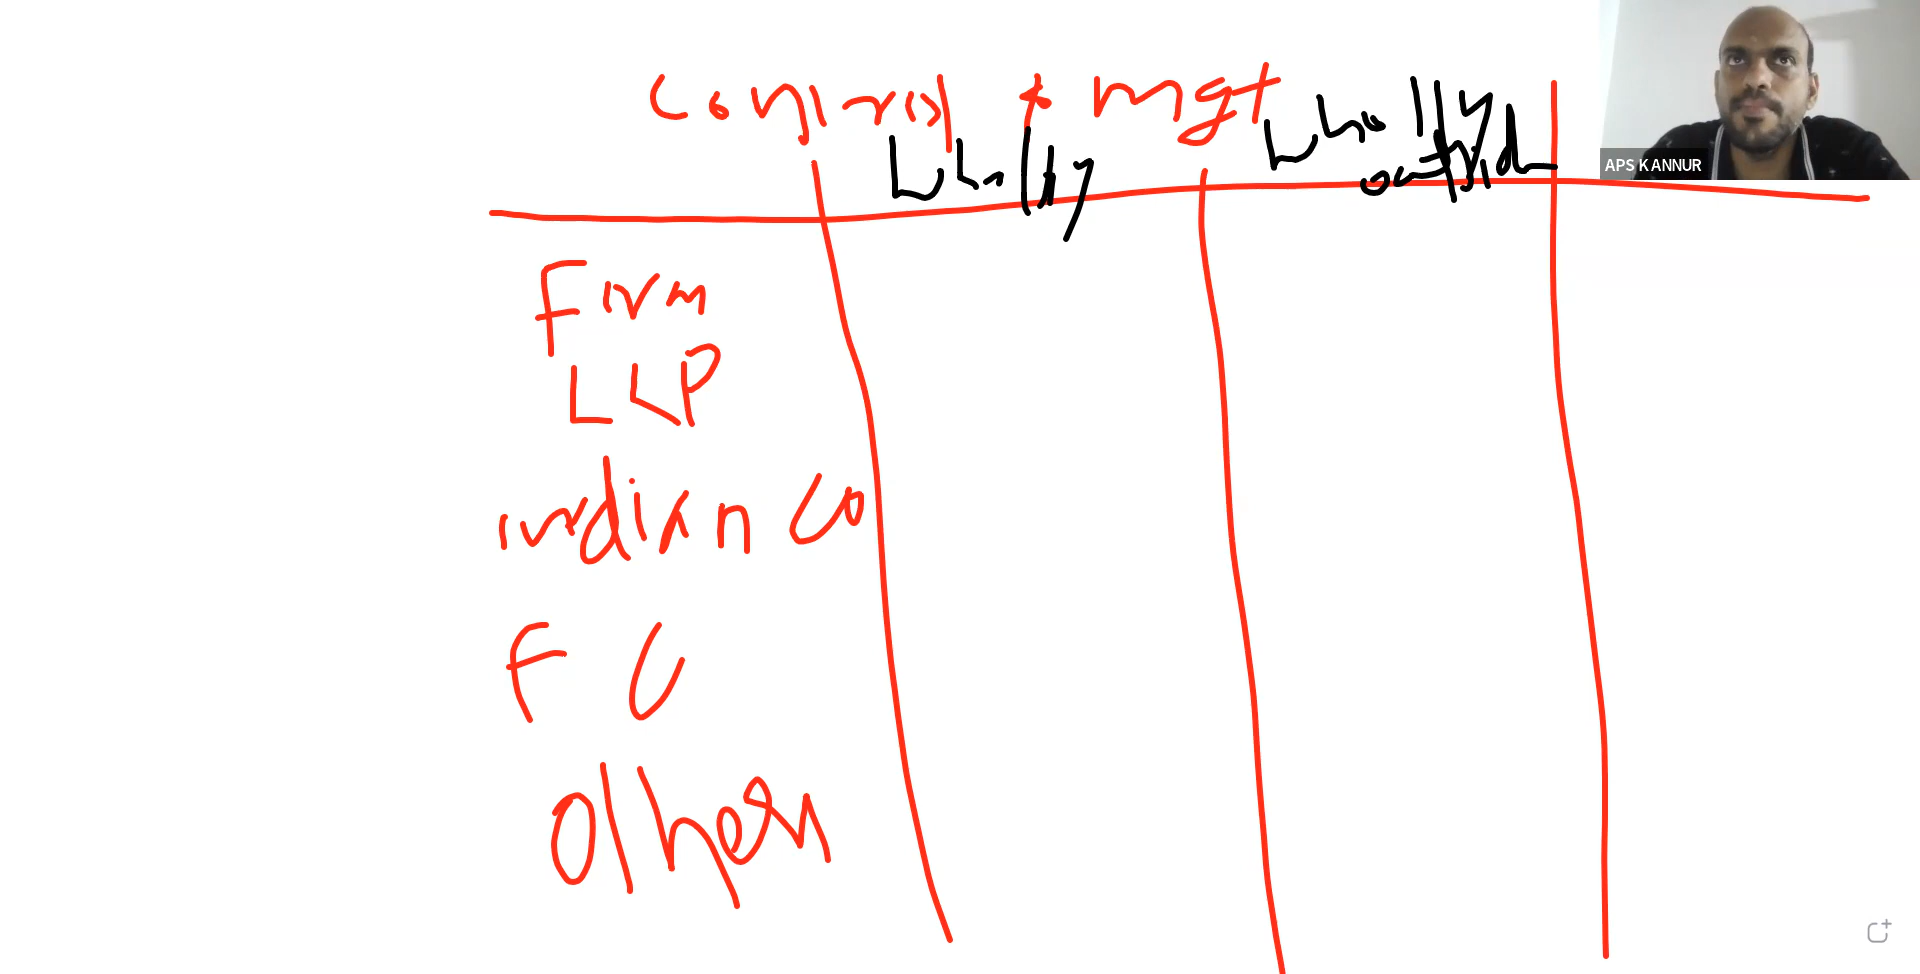 Control & mgt
wholly
wholly
outside
APS KANNUR
Firm
LLP
indian co
F C
Others